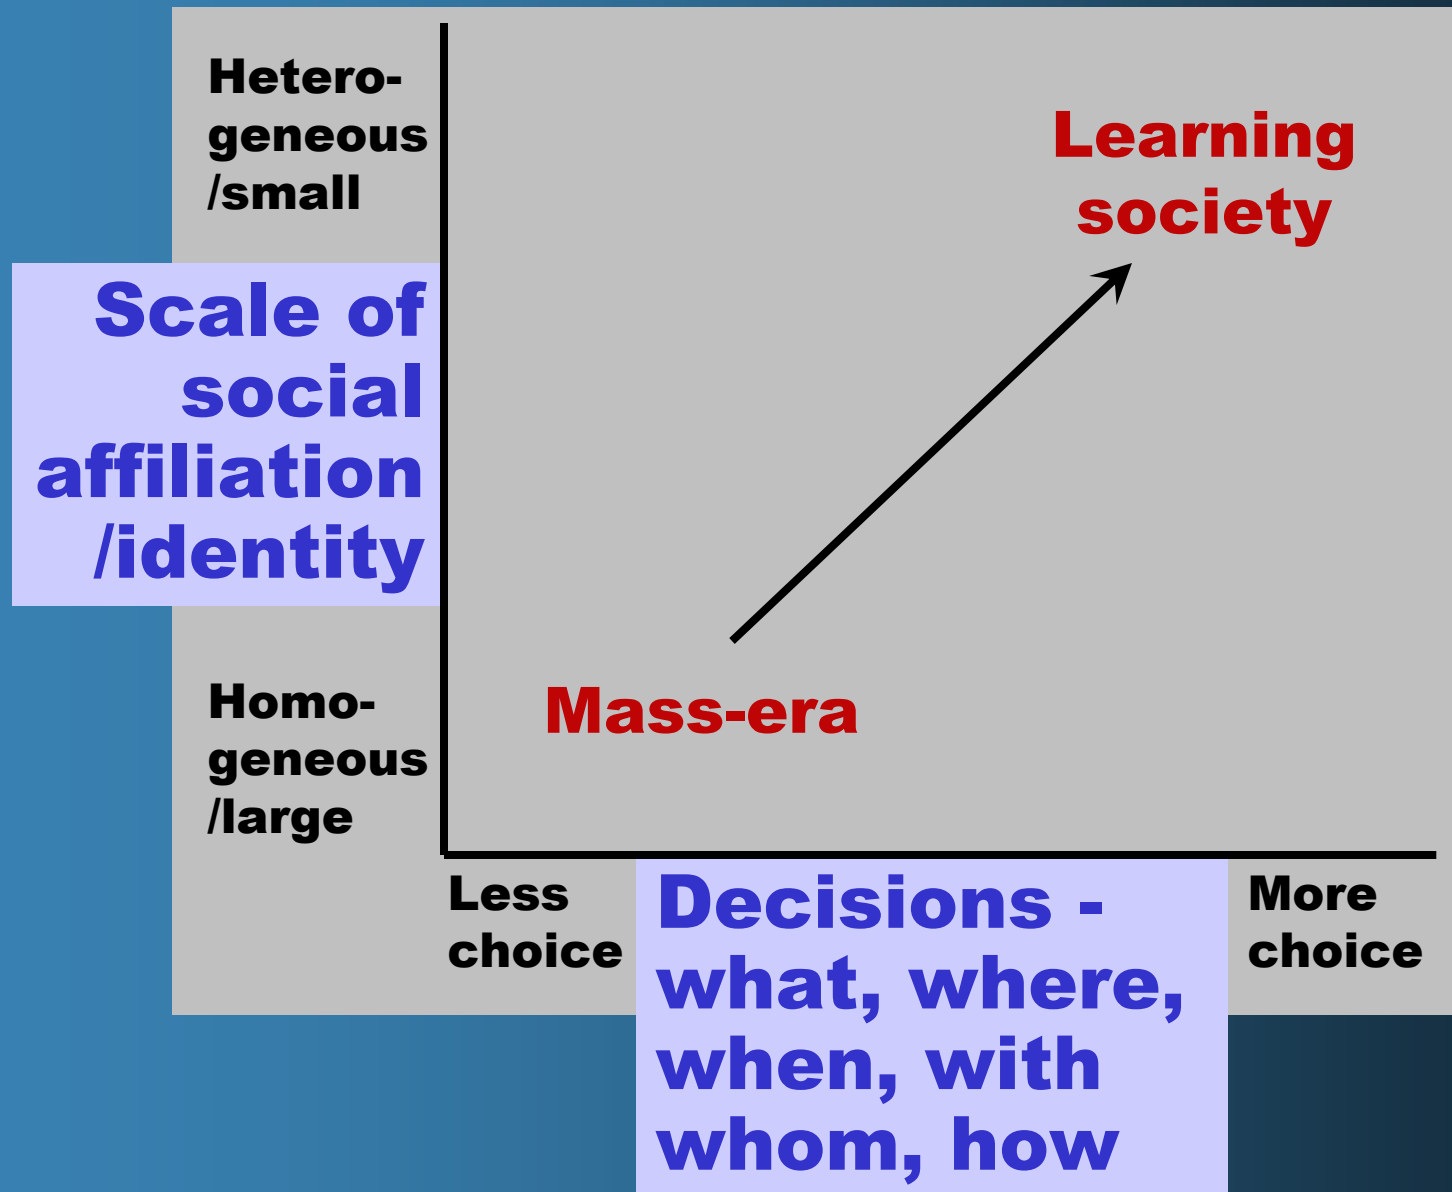 Hetero-
geneous
/small
Learning
society
Scale of
social
affiliation
/identity
Mass-era
Homo-
geneous
/large
Less
choice
Decisions -
what, where,
when, with
whom, how
More
choice